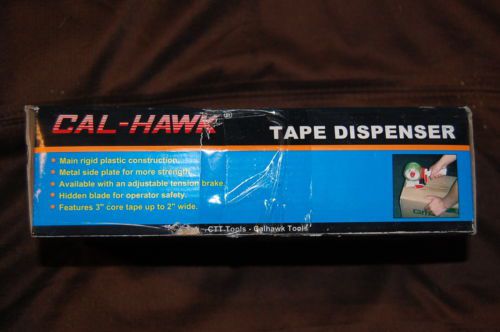 CAL-HAWK®
TAPE DISPENSER
• Main rigid plastic construction.
• Metal side plate for more strength.
• Available with an adjustable tension brake.
• Hidden blade for operator safety.
• Features 3" core tape up to 2" wide.
CTT Tools - Calhawk Tools